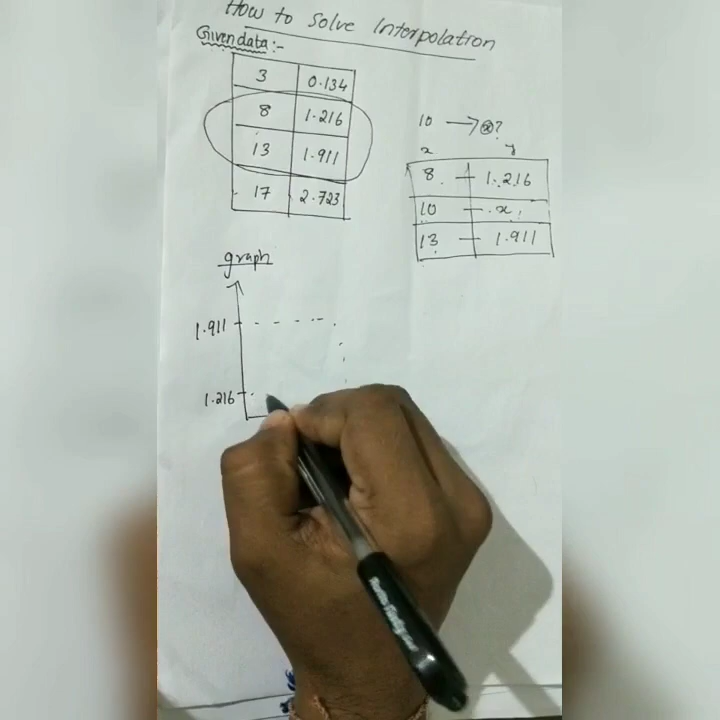 How to Solve Interpolation
Given data:-
3 0.134
8 1.216
13 1.911
17 2.723
10 → ?
x y
8 1.216
10 x
13 1.911
graph
1.911
1.216